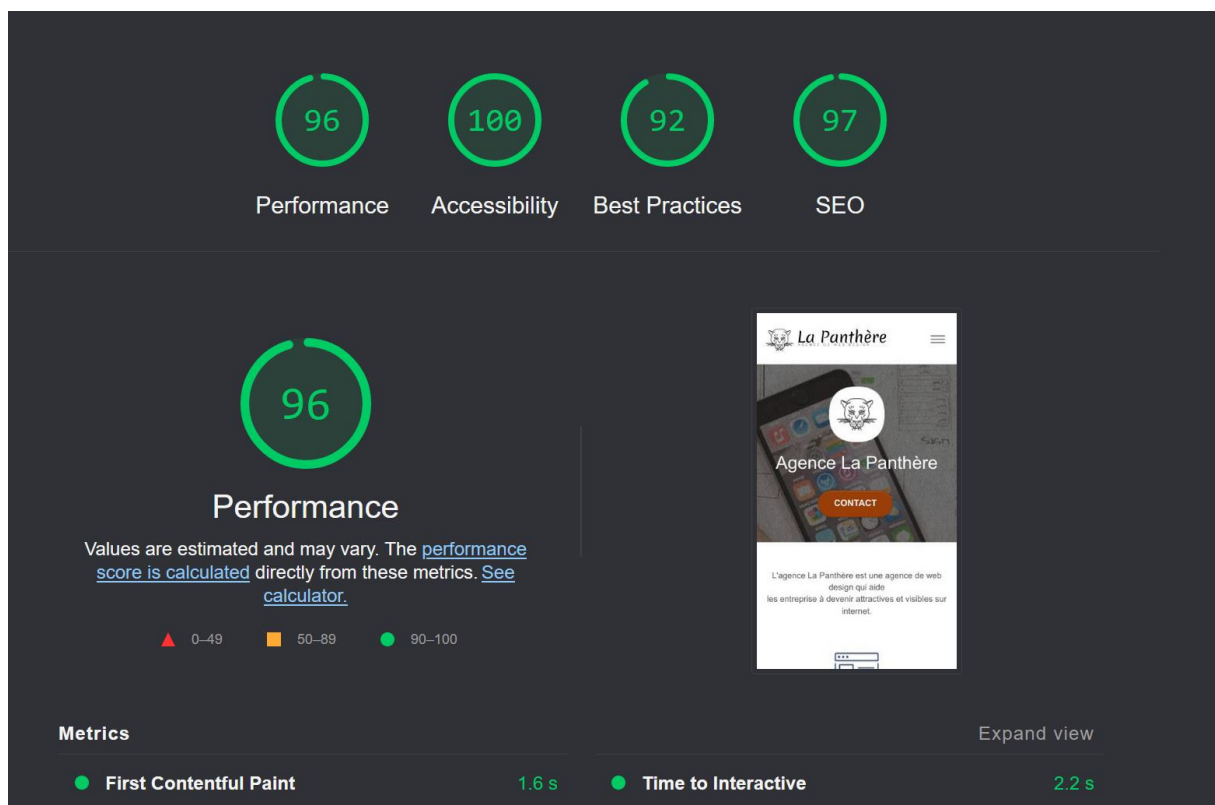 96
100
92
97
Performance
Accessibility
Best Practices
SEO
96
Performance
Values are estimated and may vary. The performance
score is calculated directly from these metrics. See
calculator.
0–49
50–89
90–100
La Panthère
Sign
Agence La Panthère
CONTACT
L'agence La Panthère est une agence de web
design qui aide
les entreprise à devenir attractives et visibles sur
internet.
Metrics
Expand view
First Contentful Paint
1.6 s
Time to Interactive
2.2 s